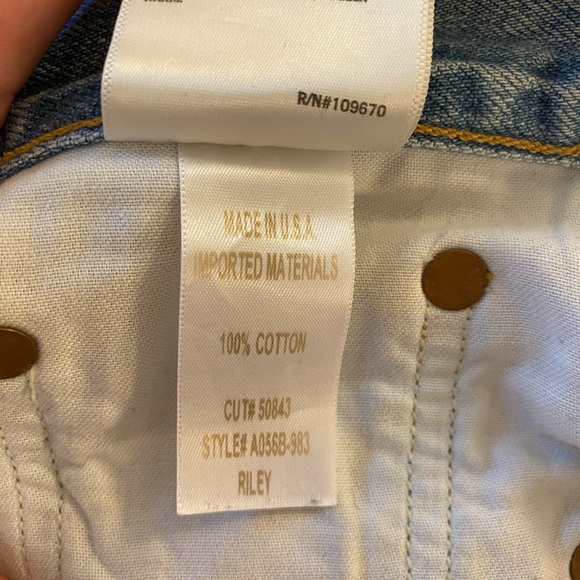 R/N#109670
MADE IN U.S.A.
IMPORTED MATERIALS
100% COTTON
CUT# 50843
STYLE# A056B-983
RILEY